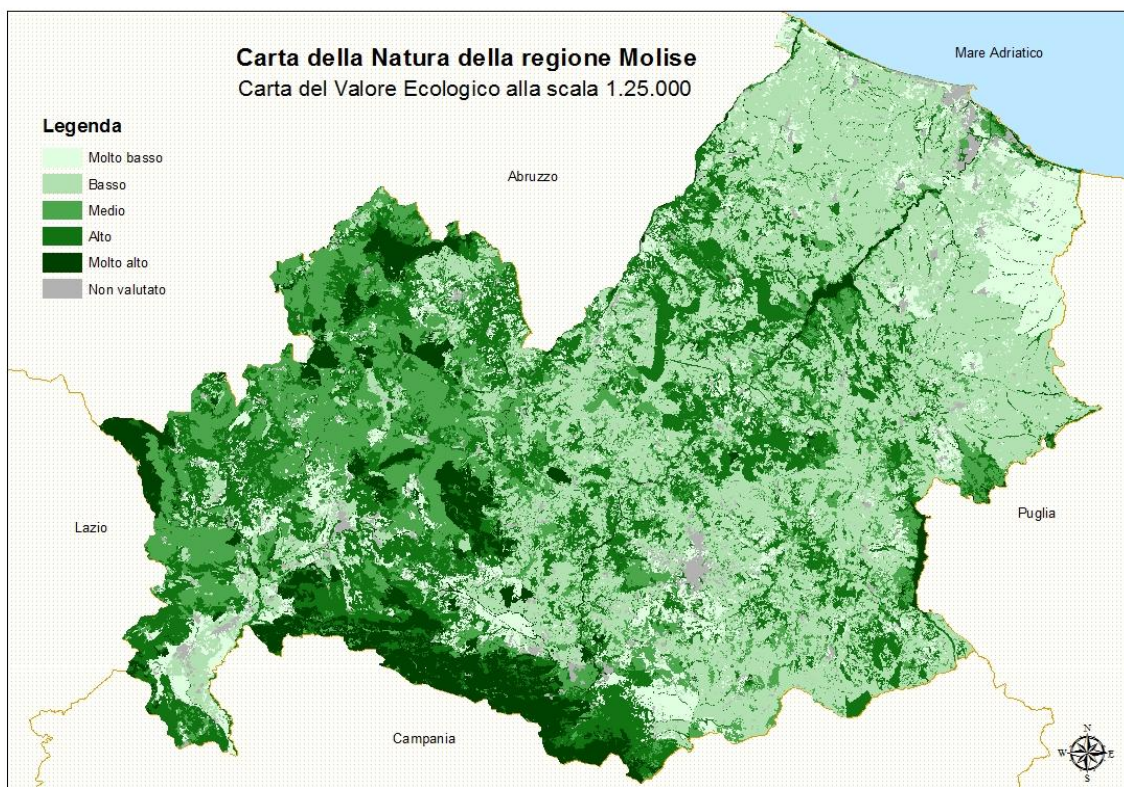 Carta della Natura della regione Molise
Carta del Valore Ecologico alla scala 1.25.000
Mare Adriatico
Legenda
Molto basso
Basso
Medio
Alto
Molto alto
Non valutato
Abruzzo
Lazio
Puglia
Campania
N
W E
S